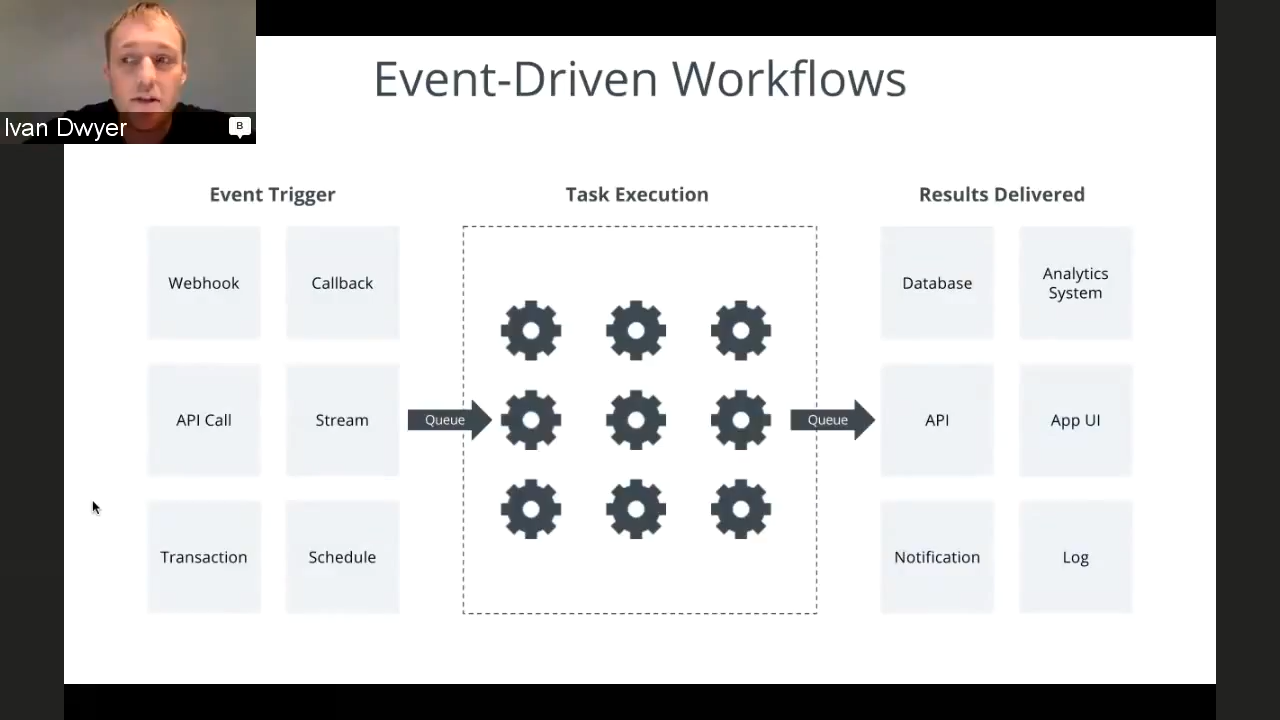 Ivan Dwyer
B
Event-Driven Workflows
Event Trigger
Task Execution
Results Delivered
Webhook
Callback
Database
Analytics
System
API Call
Stream
Queue
Queue
API
App UI
Transaction
Schedule
Notification
Log